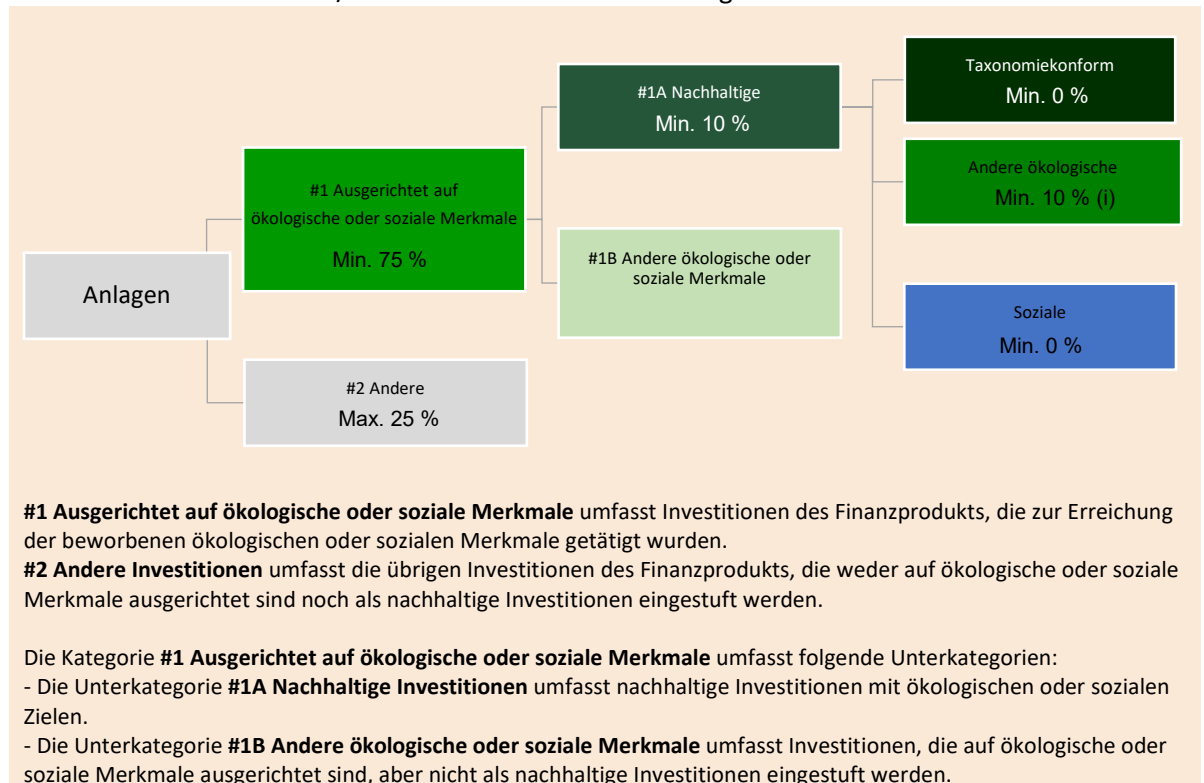 Anlagen
#1 Ausgerichtet auf
ökologische oder soziale Merkmale
Min. 75 %
#2 Andere
Max. 25 %
#1A Nachhaltige
Min. 10 %
#1B Andere ökologische oder
soziale Merkmale
Taxonomiekonform
Min. 0 %
Andere ökologische
Min. 10 % (i)
Soziale
Min. 0 %
#1 Ausgerichtet auf ökologische oder soziale Merkmale umfasst Investitionen des Finanzprodukts, die zur Erreichung
der beworbenen ökologischen oder sozialen Merkmale getätigt wurden.
#2 Andere Investitionen umfasst die übrigen Investitionen des Finanzprodukts, die weder auf ökologische oder soziale
Merkmale ausgerichtet sind noch als nachhaltige Investitionen eingestuft werden.
Die Kategorie #1 Ausgerichtet auf ökologische oder soziale Merkmale umfasst folgende Unterkategorien:
- Die Unterkategorie #1A Nachhaltige Investitionen umfasst nachhaltige Investitionen mit ökologischen oder sozialen
Zielen.
- Die Unterkategorie #1B Andere ökologische oder soziale Merkmale umfasst Investitionen, die auf ökologische oder
soziale Merkmale ausgerichtet sind, aber nicht als nachhaltige Investitionen eingestuft werden.